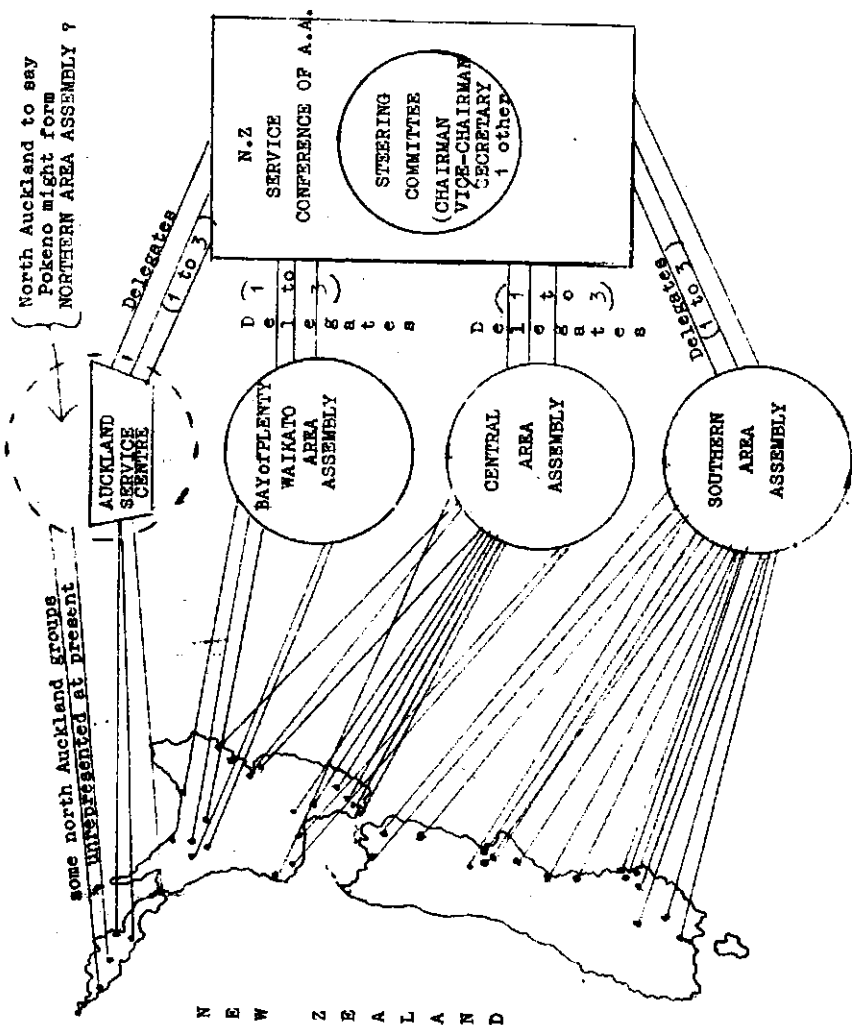 North Auckland to say
Pokeno might form
NORTHERN AREA ASSEMBLY ?
some north Auckland groups
unrepresented at present
AUCKLAND
SERVICE
CENTRE
Delegates
(1 to 3)
N.Z
SERVICE
CONFERENCE OF A.A.
STEERING
COMMITTEE
(CHAIRMAN
VICE-CHAIRMAN
SECRETARY
1 other
BAYofPLENTY
WAIKATO
AREA
ASSEMBLY
Delegates
(1 to 3)
CENTRAL
AREA
ASSEMBLY
Delegates
(1 to 3)
SOUTHERN
AREA
ASSEMBLY
Delegates
(1 to 3)
NEW ZEALAND